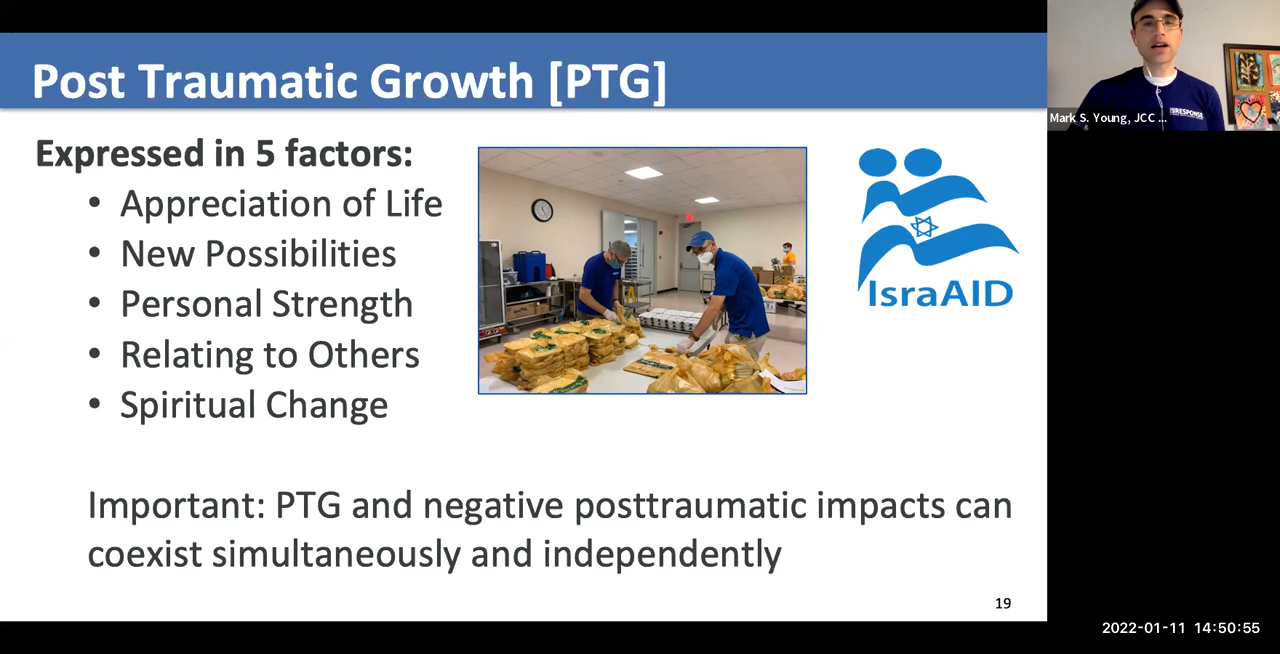 Post Traumatic Growth [PTG]
Expressed in 5 factors:
• Appreciation of Life
• New Possibilities
• Personal Strength
• Relating to Others
• Spiritual Change
IsraAID
Important: PTG and negative posttraumatic impacts can
coexist simultaneously and independently
19
Mark S. Young, JCC ...
RESPONSE
2022-01-11 14:50:55